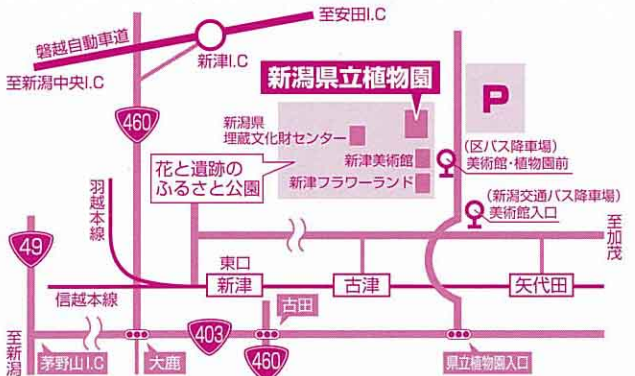 至安田I.C
磐越自動車道
新津I.C
至新潟中央I.C
新潟県立植物園
P
460
新潟県
埋蔵文化財センター
新津美術館
新津フラワーランド
花と遺跡の
ふるさと公園
(区バス降車場)
美術館・植物園前
(新潟交通バス降車場)
美術館入口
至加茂
羽越本線
49
東口
新津
古津
矢代田
信越本線
古田
403
460
至新潟
茅野山I.C
大鹿
県立植物園入口